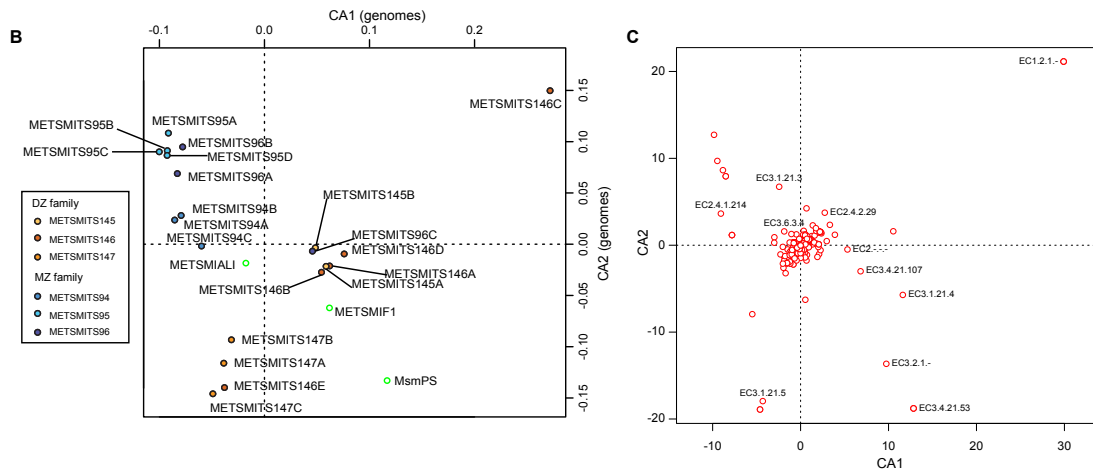 B
CA1 (genomes)
-0.1 0.0 0.1 0.2
METSMITS95A
METSMITS95B
METSMITS96B
METSMITS95C
METSMITS95D
METSMITS96A
METSMITS94B
METSMITS94A
METSMITS94C
METSMIALI
METSMITS145B
METSMITS96C
METSMITS146D
METSMITS146A
METSMITS146B
METSMITS145A
METSMIF1
METSMITS147B
METSMITS147A
METSMITS146E
MsmPS
METSMITS147C
METSMITS146C
0.15
0.10
0.05
0.00
-0.05
-0.10
-0.15
CA2 (genomes)
DZ family
METSMITS145
METSMITS146
METSMITS147
MZ family
METSMITS94
METSMITS95
METSMITS96
C
CA2
20
10
0
-10
-20
EC1.2.1.-
EC3.1.21.3
EC2.4.1.214
EC3.6.3.4
EC2.4.2.29
EC2.-.-.-
EC3.4.21.107
EC3.1.21.4
EC3.2.1.-
EC3.1.21.5
EC3.4.21.53
-10 0 10 20 30
CA1